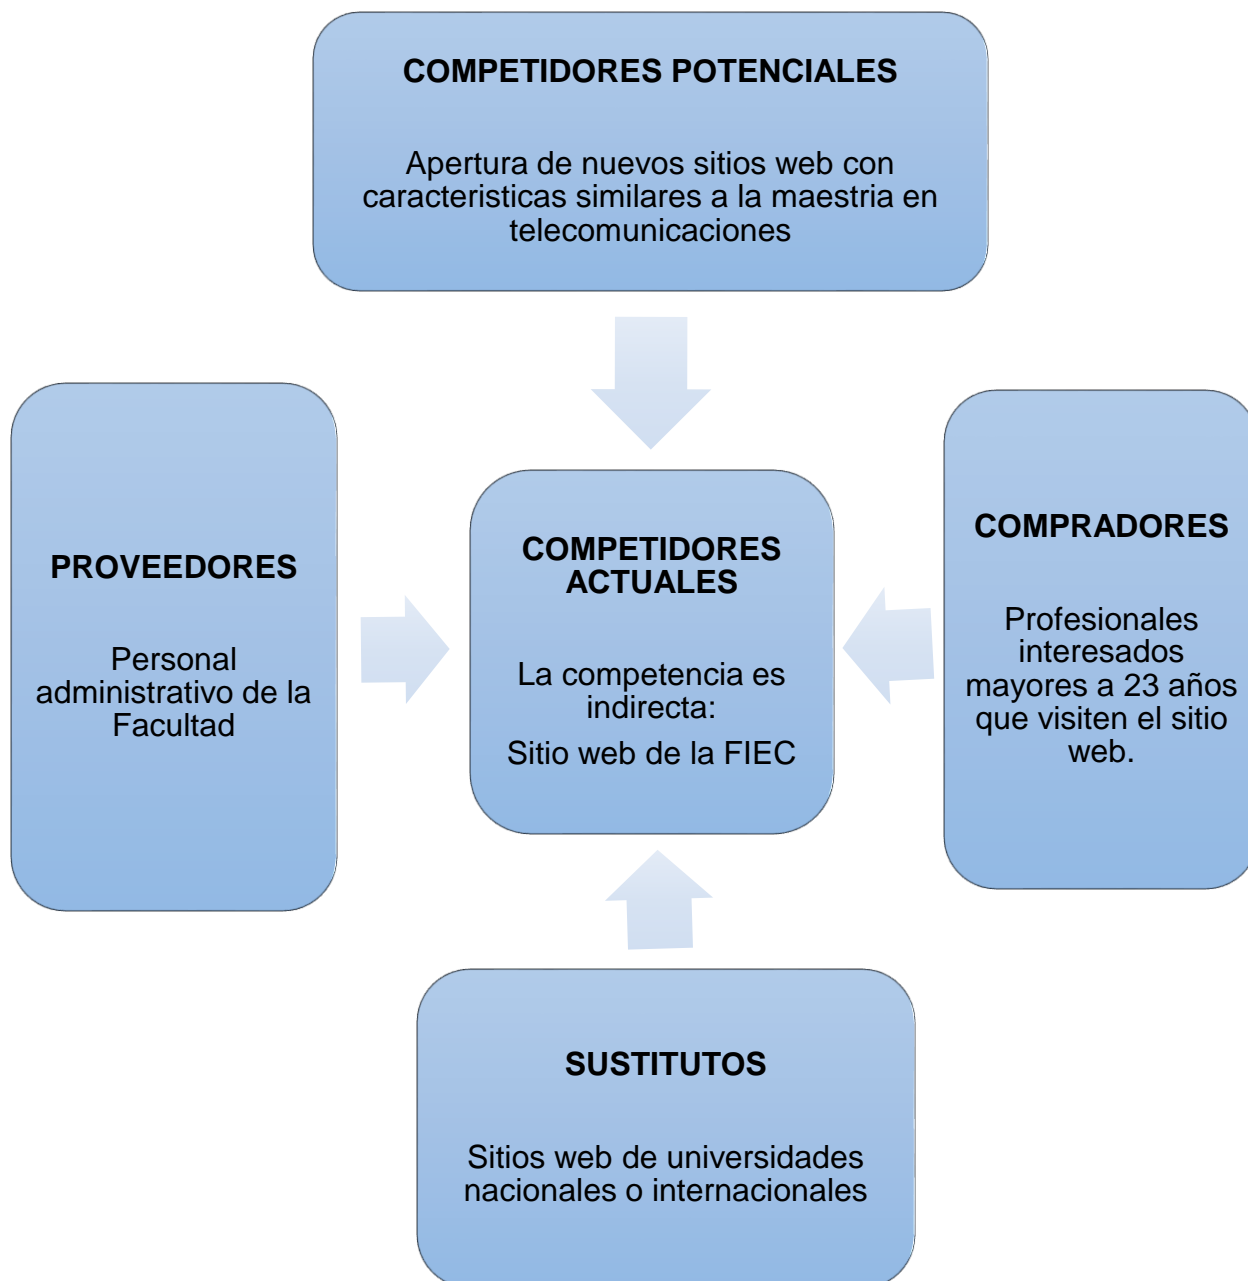 COMPETIDORES POTENCIALES
Apertura de nuevos sitios web con
caracteristicas similares a la maestria en
telecomunicaciones
PROVEEDORES
Personal
administrativo de la
Facultad
COMPETIDORES
ACTUALES
La competencia es
indirecta:
Sitio web de la FIEC
COMPRADORES
Profesionales
interesados
mayores a 23 años
que visiten el sitio
web.
SUSTITUTOS
Sitios web de universidades
nacionales o internacionales